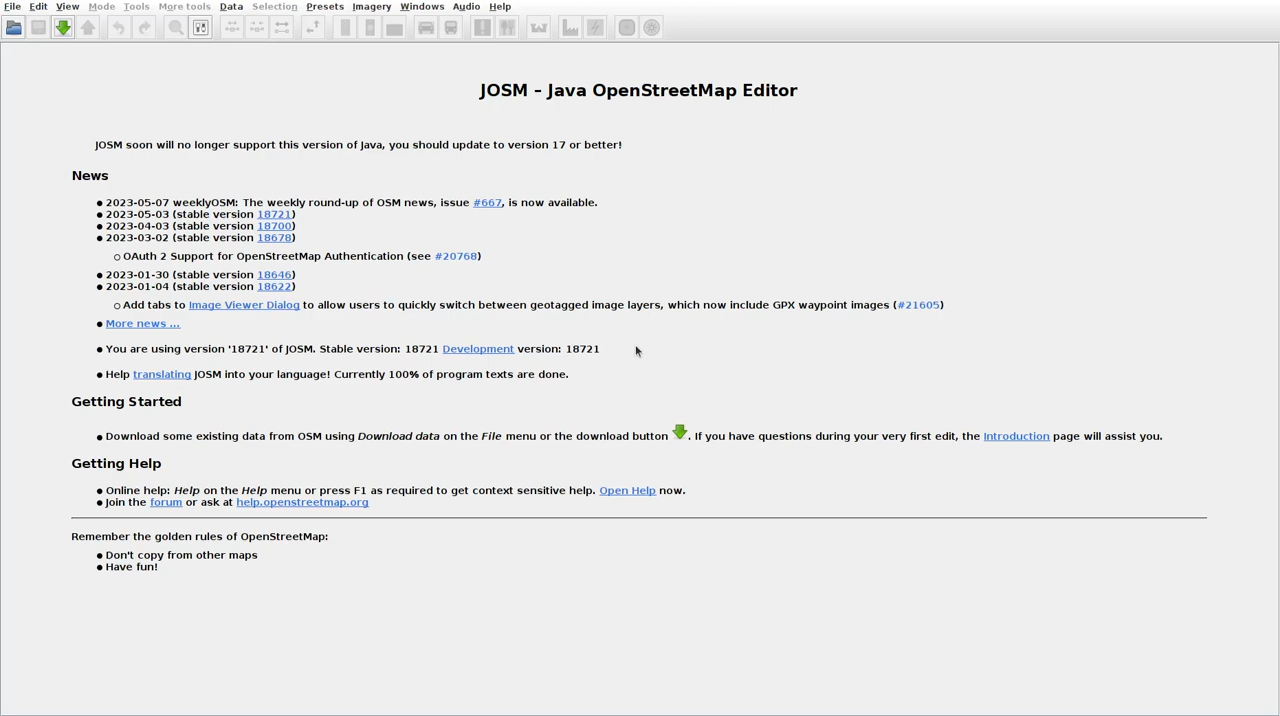 File Edit View Mode Tools More tools Data Selection Presets Imagery Windows Audio Help
JOSM – Java OpenStreetMap Editor
JOSM soon will no longer support this version of Java, you should update to version 17 or better!
News
2023-05-07 weeklyOSM: The weekly round-up of OSM news, issue #667, is now available.
2023-05-03 (stable version 18721)
2023-04-03 (stable version 18700)
2023-03-02 (stable version 18678)
OAuth 2 Support for OpenStreetMap Authentication (see #20768)
2023-01-30 (stable version 18646)
2023-01-04 (stable version 18622)
Add tabs to Image Viewer Dialog to allow users to quickly switch between geotagged image layers, which now include GPX waypoint images (#21605)
More news ...
You are using version '18721' of JOSM. Stable version: 18721 Development version: 18721
Help translating JOSM into your language! Currently 100% of program texts are done.
Getting Started
Download some existing data from OSM using Download data on the File menu or the download button . If you have questions during your very first edit, the Introduction page will assist you.
Getting Help
Online help: Help on the Help menu or press F1 as required to get context sensitive help. Open Help now.
Join the forum or ask at help.openstreetmap.org
Remember the golden rules of OpenStreetMap:
Don't copy from other maps
Have fun!